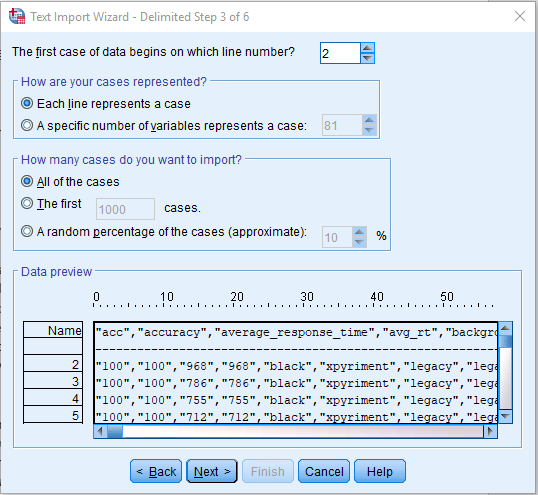 Text Import Wizard - Delimited Step 3 of 6
The first case of data begins on which line number? 2
How are your cases represented?
Each line represents a case
A specific number of variables represents a case: 81
How many cases do you want to import?
All of the cases
The first 1000 cases.
A random percentage of the cases (approximate): 10 %
Data preview
0 10 20 30 40 50
Name "acc","accuracy","average_response_time","avg_rt","backgro
2 "100","100","968","968","black","xpyriment","legacy","lega
3 "100","100","786","786","black","xpyriment","legacy","lega
4 "100","100","755","755","black","xpyriment","legacy","lega
5 "100","100","712","712","black","xpyriment","legacy","lega
< Back Next > Finish Cancel Help